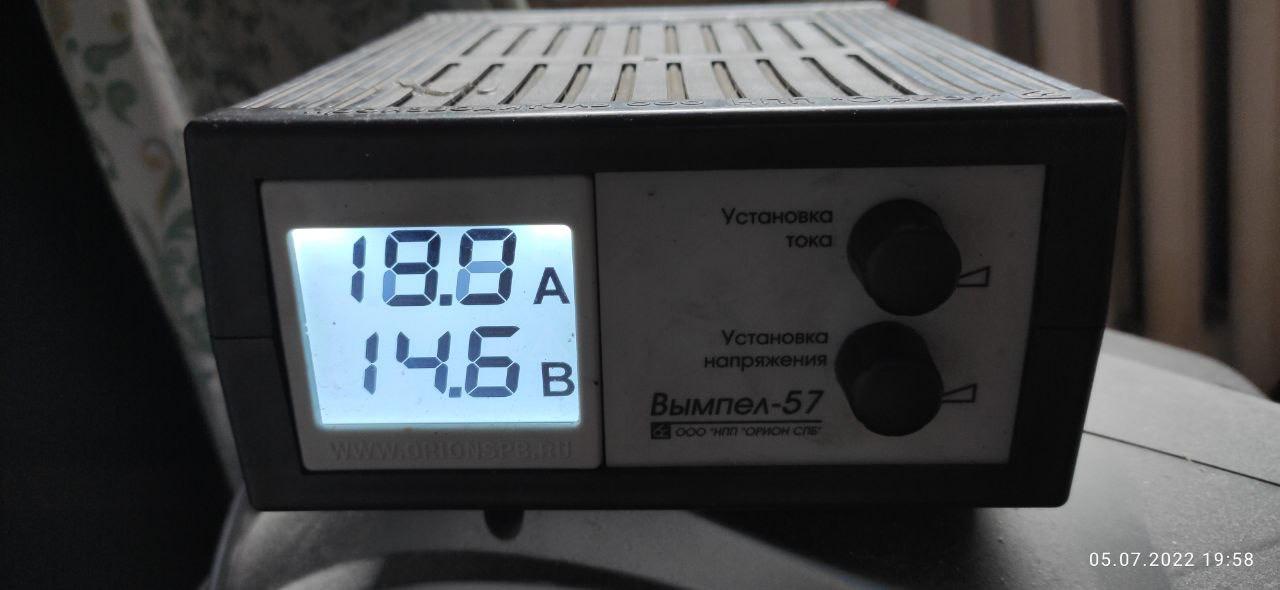 18.8 А
14.6 В
WWW.ORIONSPB.RU
Установка
тока
Установка
напряжения
Вымпел-57
ООО "НПП "ОРИОН СПБ"
05.07.2022 19:58